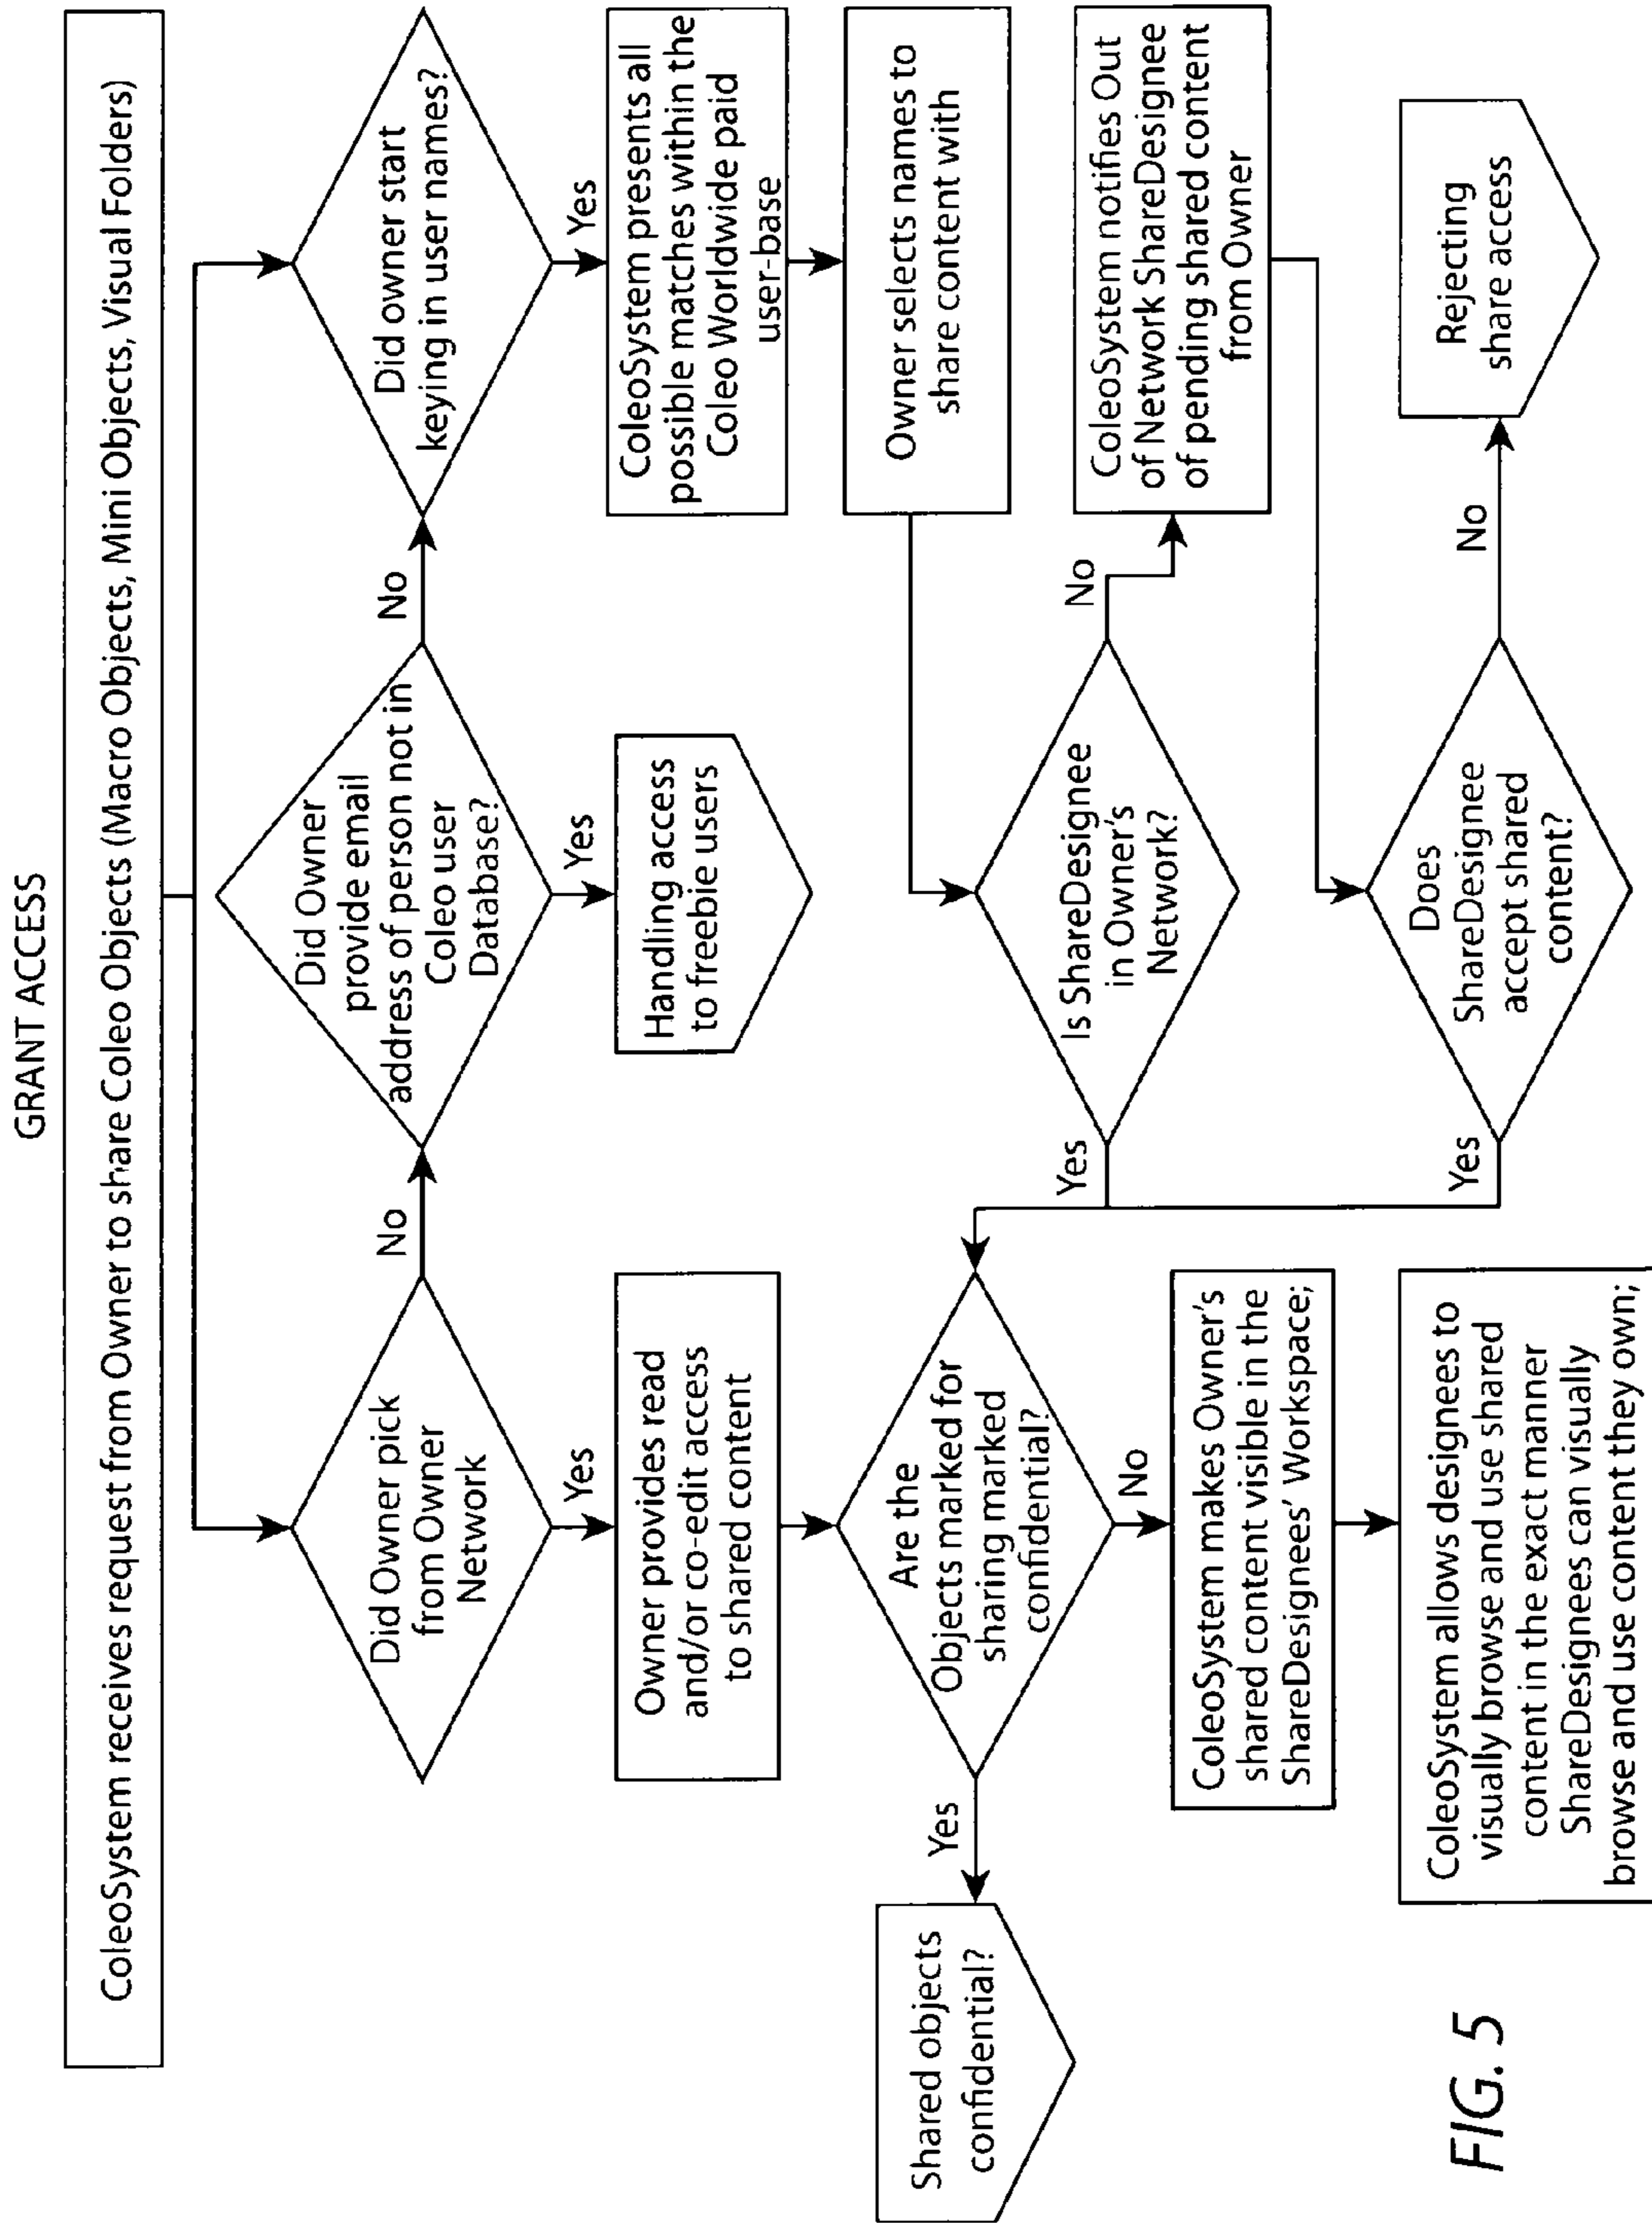 GRANT ACCESS
ColeoSystem receives request from Owner to share Coleo Objects (Macro Objects, Mini Objects, Visual Folders)
Did Owner pick
from Owner
Network
No
Yes
Did Owner
provide email
address of person not in
Coleo user
Database?
No
Yes
Did owner start
keying in user names?
Yes
Owner provides read
and/or co-edit access
to shared content
Handling access
to freebie users
ColeoSystem presents all
possible matches within the
Coleo Worldwide paid
user-base
Owner selects names to
share content with
Are the
Objects marked for
sharing marked
confidential?
Yes
No
Shared objects
confidential?
Is ShareDesignee
in Owner's
Network?
Yes
No
ColeoSystem notifies Out
of Network ShareDesignee
of pending shared content
from Owner
ColeoSystem makes Owner's
shared content visible in the
ShareDesignees' Workspace;
Does
ShareDesignee
accept shared
content?
Yes
No
Rejecting
share access
ColeoSystem allows designees to
visually browse and use shared
content in the exact manner
ShareDesignees can visually
browse and use content they own;
FIG. 5